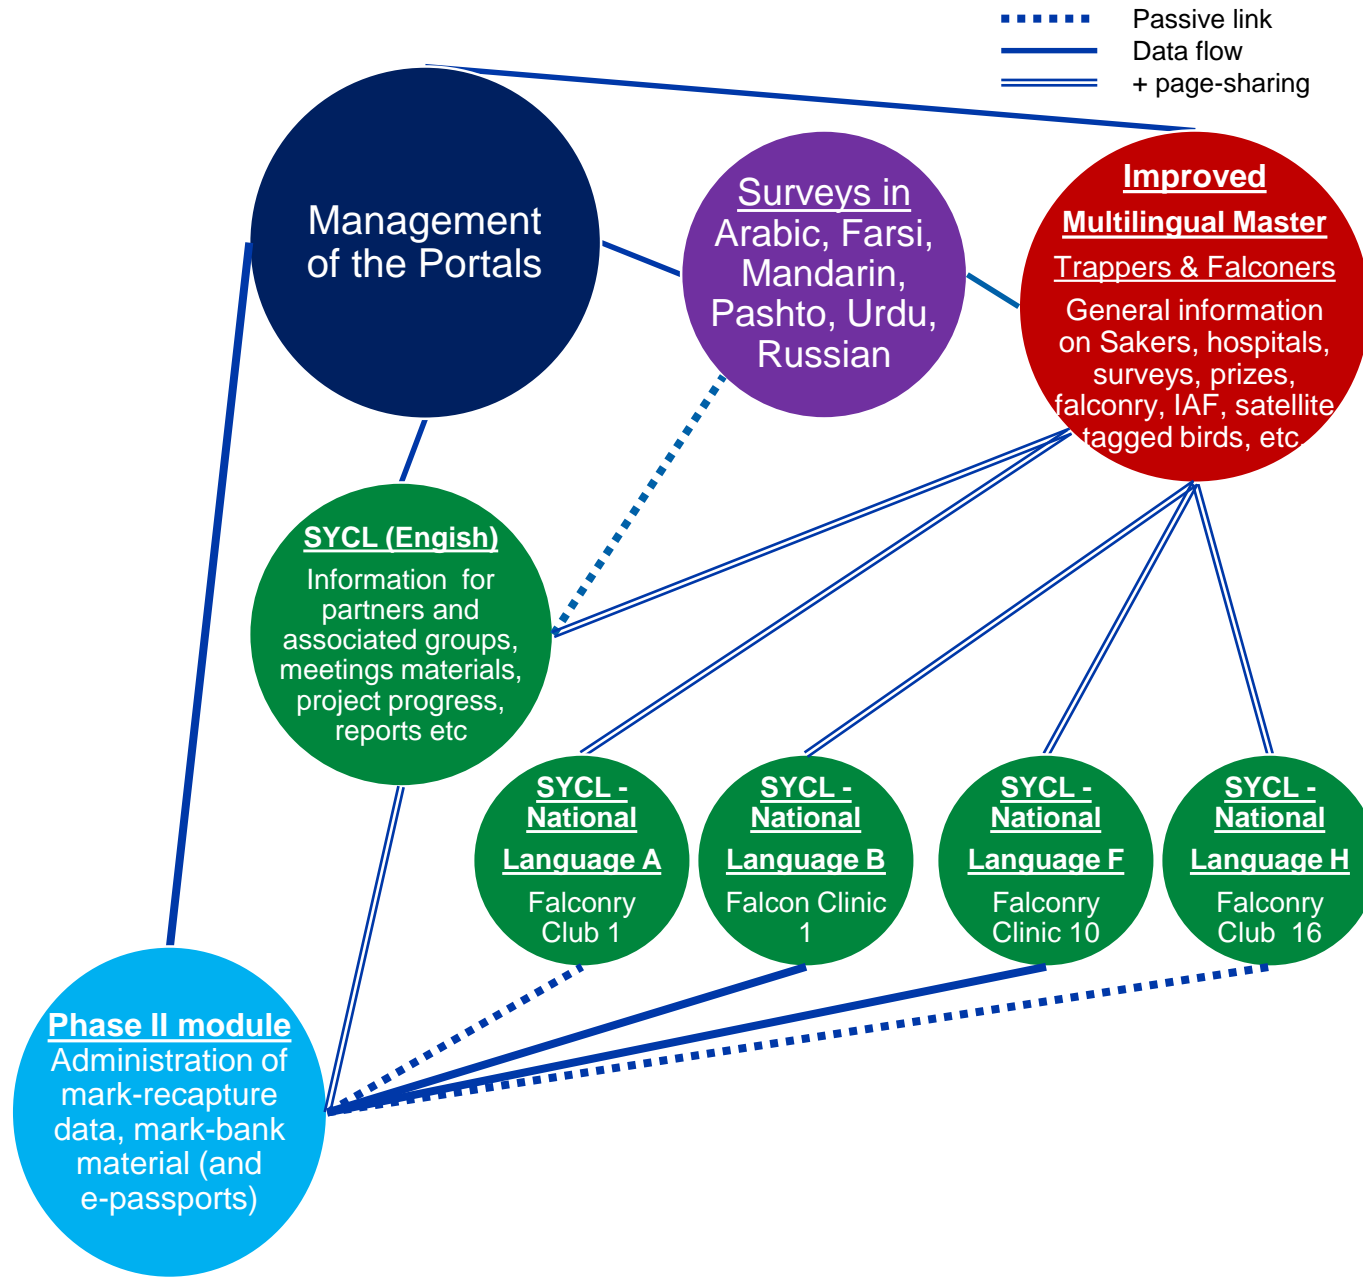 Passive link
Data flow
+ page-sharing
Management
of the Portals
Surveys in
Arabic, Farsi,
Mandarin,
Pashto, Urdu,
Russian
Improved
Multilingual Master
Trappers & Falconers
General information
on Sakers, hospitals,
surveys, prizes,
falconry, IAF, satellite
tagged birds, etc.
SYCL (Engish)
Information for
partners and
associated groups,
meetings materials,
project progress,
reports etc
SYCL -
National
Language A
Falconry
Club 1
SYCL -
National
Language B
Falcon Clinic
1
SYCL -
National
Language F
Falconry
Clinic 10
SYCL -
National
Language H
Falconry
Club 16
Phase II module
Administration of
mark-recapture
data, mark-bank
material (and
e-passports)